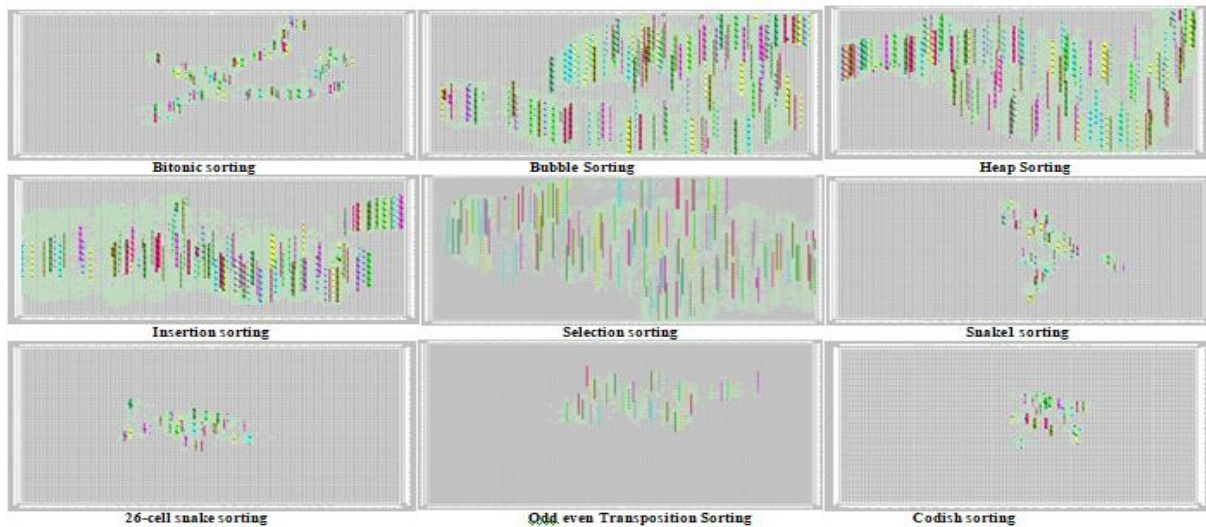 Bitonic sorting
Bubble Sorting
Heap Sorting
Insertion sorting
Selection sorting
Snake1 sorting
26-cell snake sorting
Odd even Transposition Sorting
Codish sorting